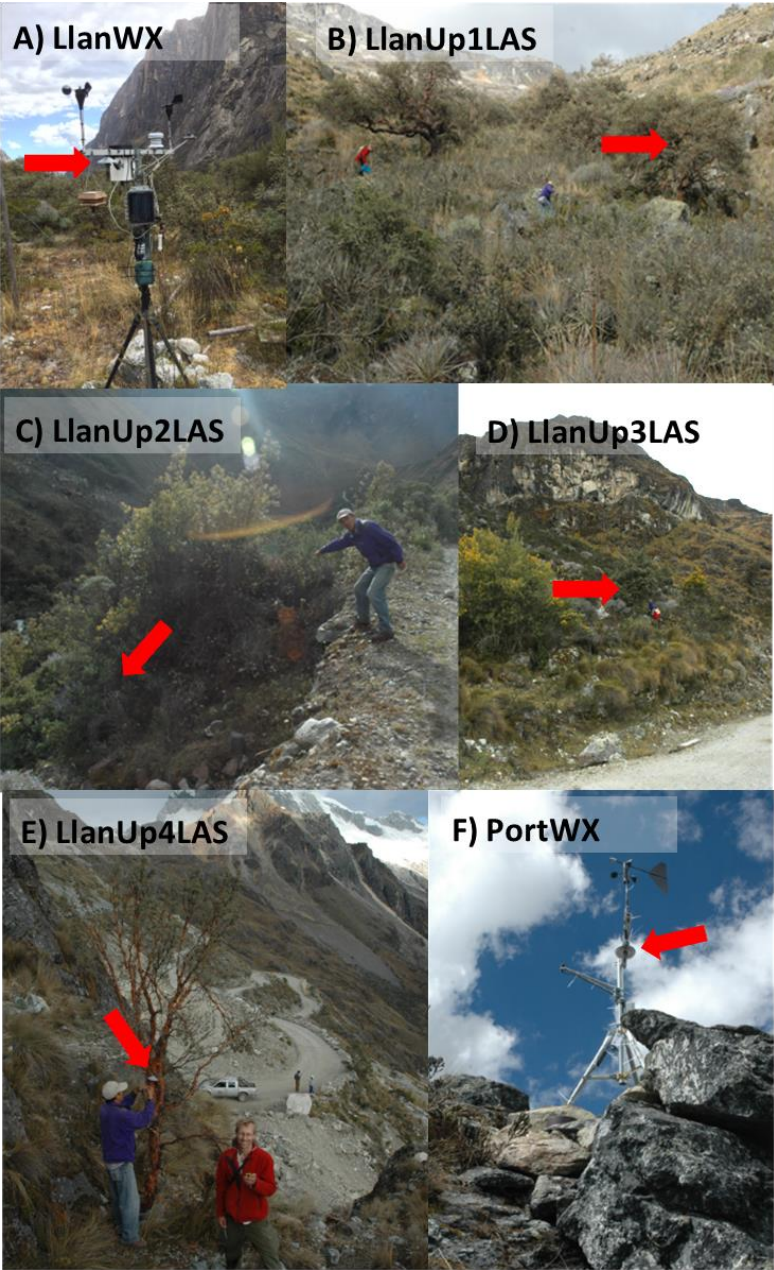 A) LlanWX
B) LlanUp1LAS
C) LlanUp2LAS
D) LlanUp3LAS
E) LlanUp4LAS
F) PortWX